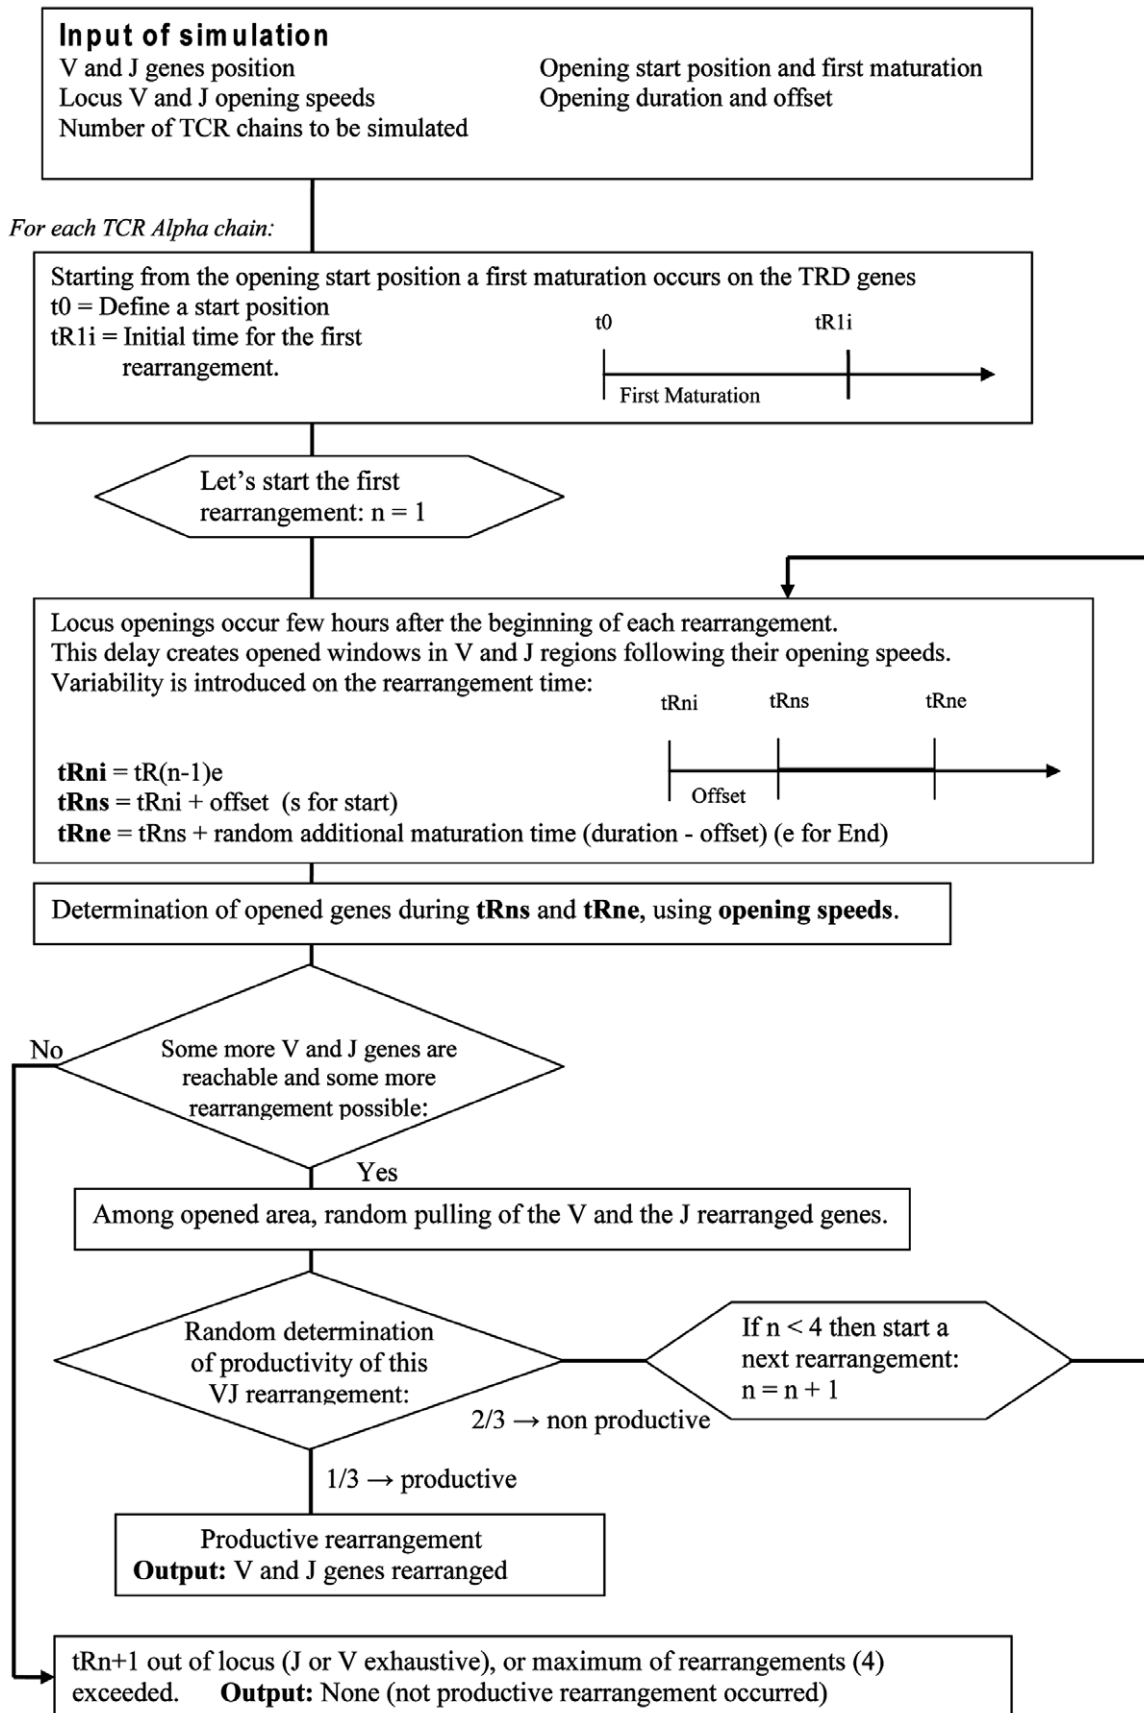 Input of simulation
V and J genes position
Opening start position and first maturation
Locus V and J opening speeds
Opening duration and offset
Number of TCR chains to be simulated
For each TCR Alpha chain:
Starting from the opening start position a first maturation occurs on the TRD genes
t0 = Define a start position
tR1i = Initial time for the first
rearrangement.
t0
tR1i
First Maturation
Let’s start the first
rearrangement: n = 1
Locus openings occur few hours after the beginning of each rearrangement.
This delay creates opened windows in V and J regions following their opening speeds.
Variability is introduced on the rearrangement time:
tRni
tRns
tRne
Offset
tRni = tR(n-1)e
tRns = tRni + offset (s for start)
tRne = tRns + random additional maturation time (duration - offset) (e for End)
Determination of opened genes during tRns and tRne, using opening speeds.
No
Some more V and J genes are
reachable and some more
rearrangement possible:
Yes
Among opened area, random pulling of the V and the J rearranged genes.
Random determination
of productivity of this
VJ rearrangement:
If n < 4 then start a
next rearrangement:
n = n + 1
2/3 → non productive
1/3 → productive
Productive rearrangement
Output: V and J genes rearranged
tRn+1 out of locus (J or V exhaustive), or maximum of rearrangements (4)
exceeded. Output: None (not productive rearrangement occurred)